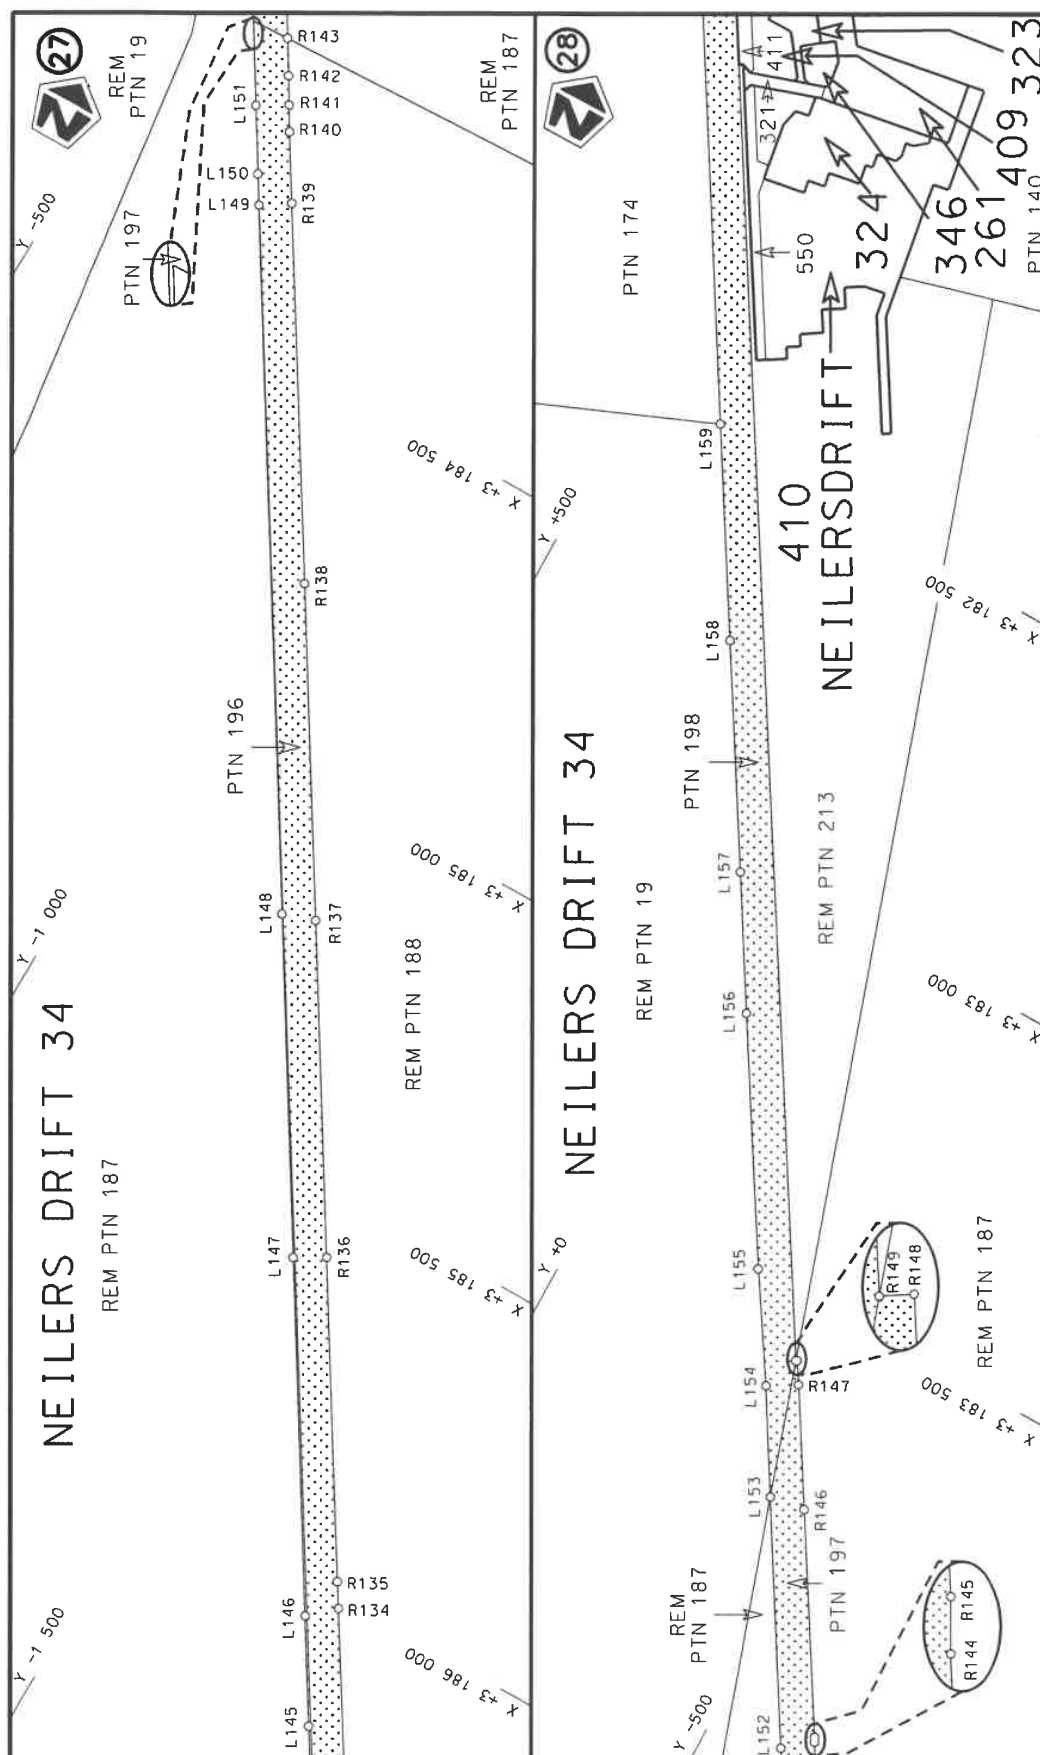 27
REM
PTN 19
REM
PTN 187
R143
R142
R141
R140
R139
L151
L150
L149
PTN 197
Y -500
X +3 184 500
R138
PTN 196
L148
R137
X +3 185 000
REM PTN 188
Y -1 000
NEILERS DRIFT 34
REM PTN 187
L147
R136
X +3 185 500
R135
R134
L146
L145
Y -1 500
X +3 186 000
28
PTN 174
411
321
323
409
324
346
261
PTN 140
550
L159
410
NEILERSDRIFT
Y +500
X +3 182 500
L158
PTN 198
NEILERS DRIFT 34
REM PTN 19
REM PTN 213
L157
L156
X +3 183 000
L155
Y +0
R149
R148
REM PTN 187
L154
R147
X +3 183 500
L153
R146
REM
PTN 187
PTN 197
R145
R144
Y -500
L152